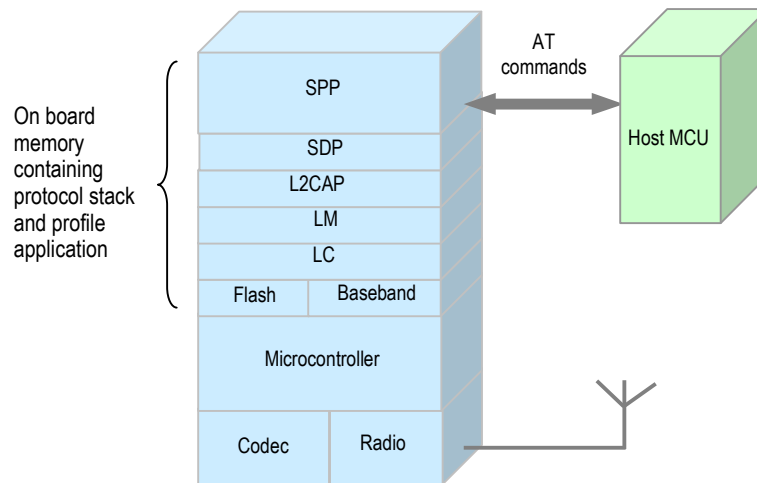 AT
commands
SPP
Host MCU
On board
memory
containing
protocol stack
and profile
application
SDP
L2CAP
LM
LC
Flash
Baseband
Microcontroller
Codec
Radio